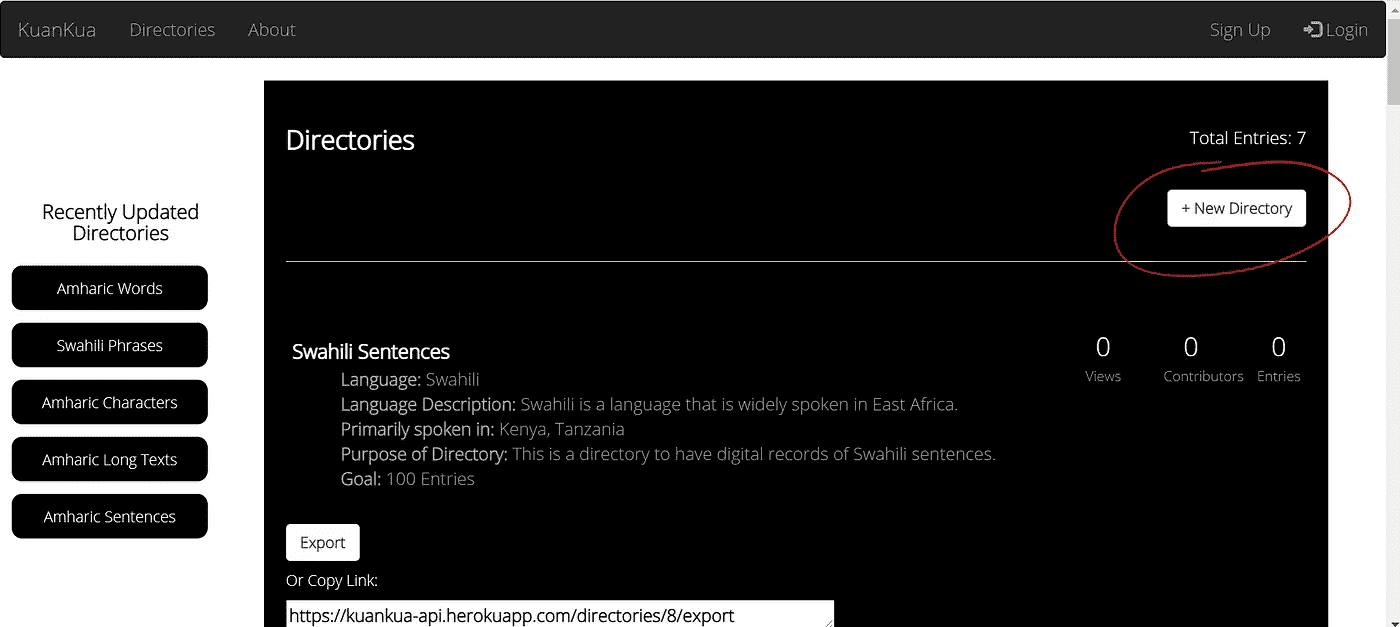 KuanKua Directories About Sign Up Login
Recently Updated
Directories
Amharic Words
Swahili Phrases
Amharic Characters
Amharic Long Texts
Amharic Sentences
Directories
Total Entries: 7
+ New Directory
Swahili Sentences
Language: Swahili
Language Description: Swahili is a language that is widely spoken in East Africa.
Primarily spoken in: Kenya, Tanzania
Purpose of Directory: This is a directory to have digital records of Swahili sentences.
Goal: 100 Entries
0 0 0
Views Contributors Entries
Export
Or Copy Link:
https://kuankua-api.herokuapp.com/directories/8/export